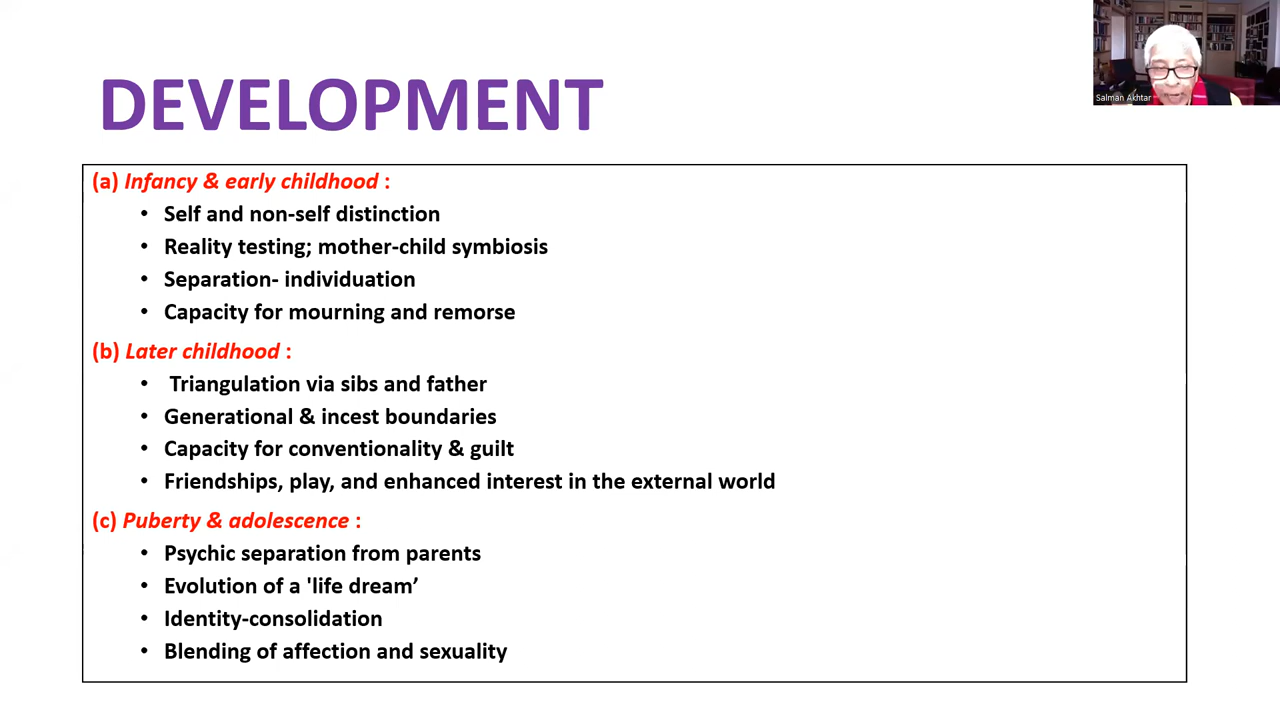 DEVELOPMENT
Salman Akhtar
(a) Infancy & early childhood :
• Self and non-self distinction
• Reality testing; mother-child symbiosis
• Separation- individuation
• Capacity for mourning and remorse
(b) Later childhood :
• Triangulation via sibs and father
• Generational & incest boundaries
• Capacity for conventionality & guilt
• Friendships, play, and enhanced interest in the external world
(c) Puberty & adolescence :
• Psychic separation from parents
• Evolution of a 'life dream’
• Identity-consolidation
• Blending of affection and sexuality